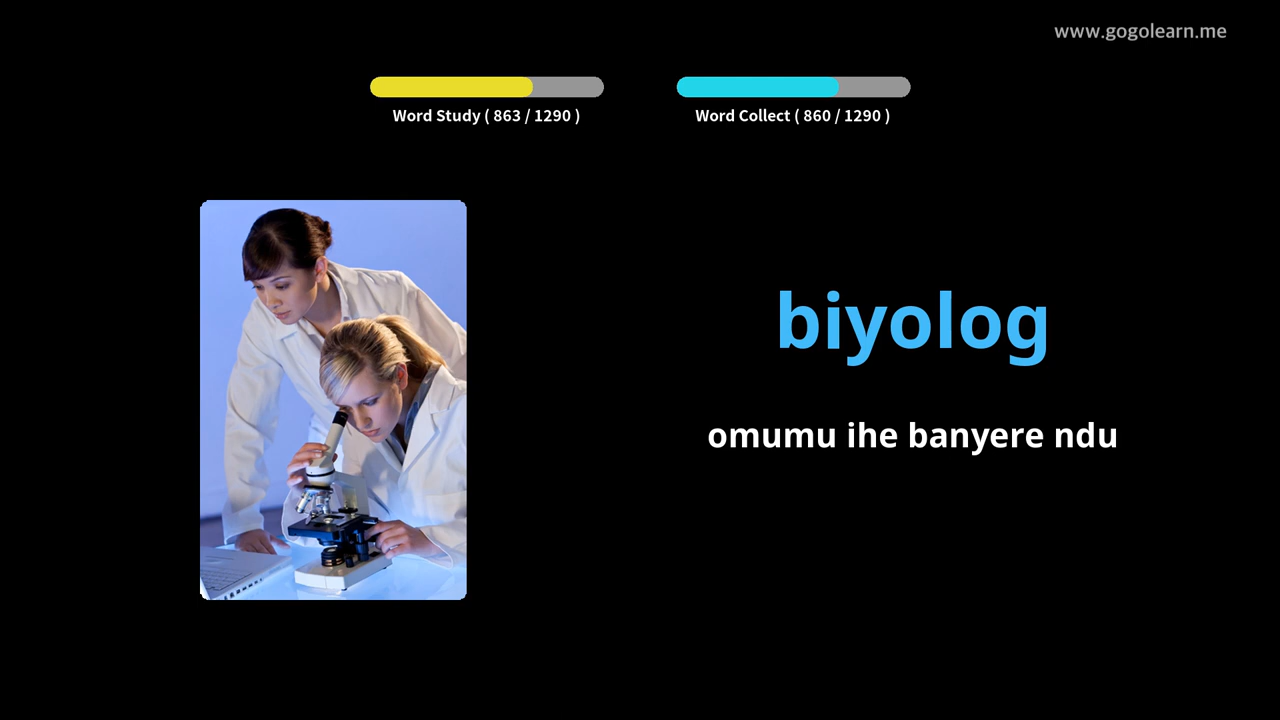 www.gogolearn.me
Word Study ( 863 / 1290 )
Word Collect ( 860 / 1290 )
biyolog
omumu ihe banyere ndu